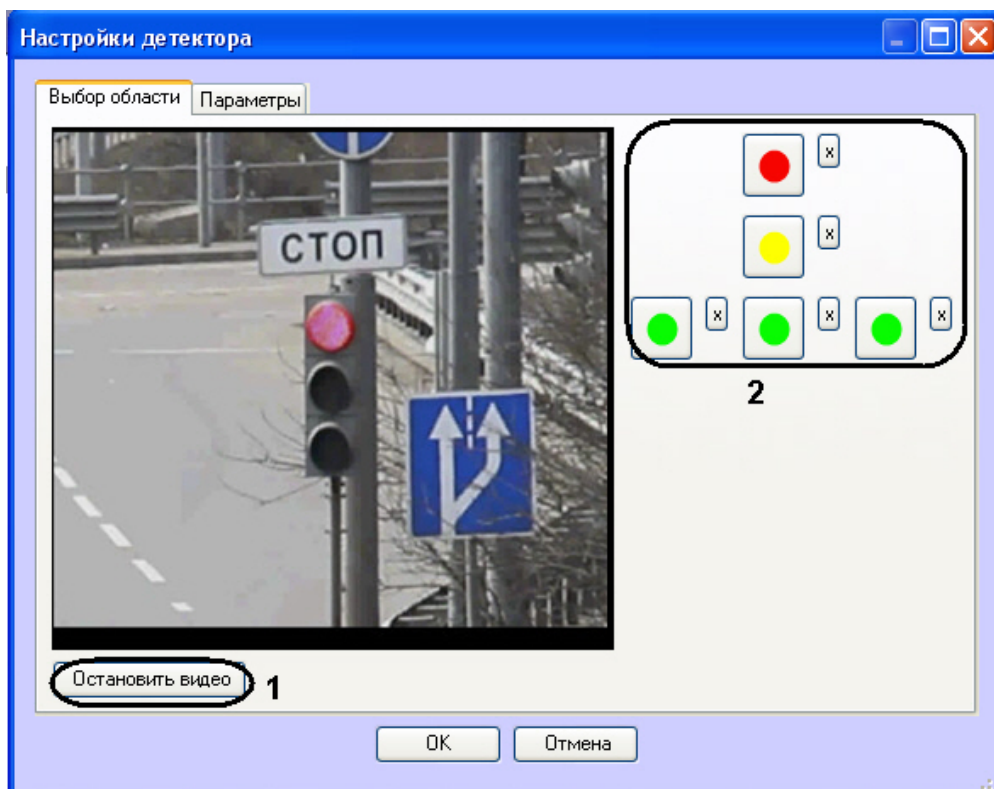 Настройки детектора
Выбор области
Параметры
x
СТОП
x
x
x
x
2
Остановить видео
1
OK
Отмена